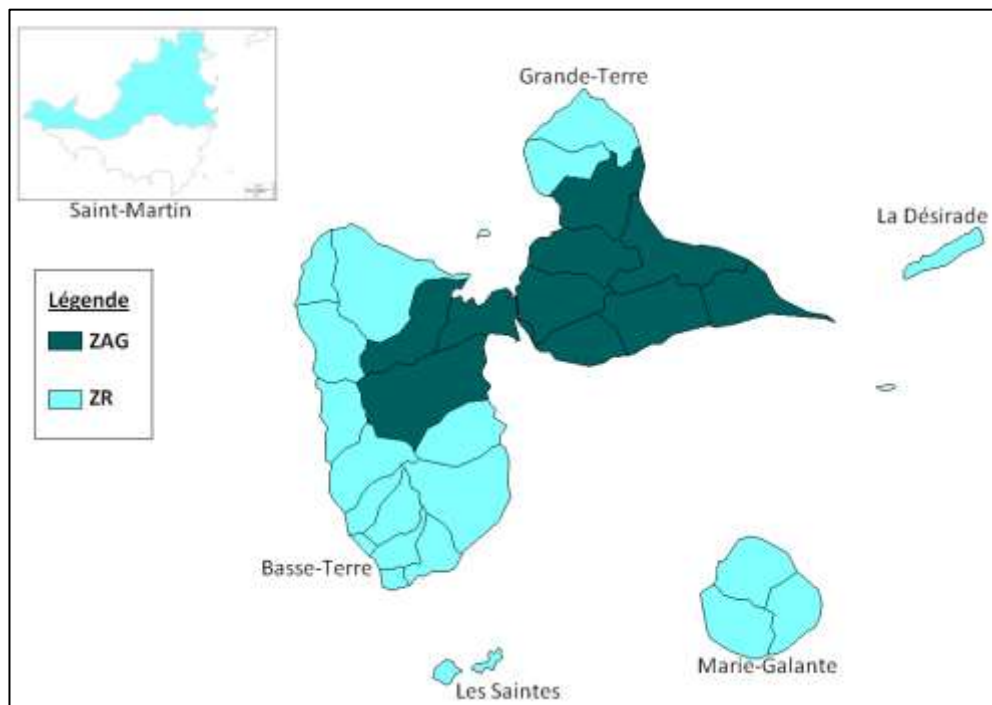 Grande-Terre
Saint-Martin
La Désirade
Légende
ZAG
ZR
Basse-Terre
Marie-Galante
Les Saintes